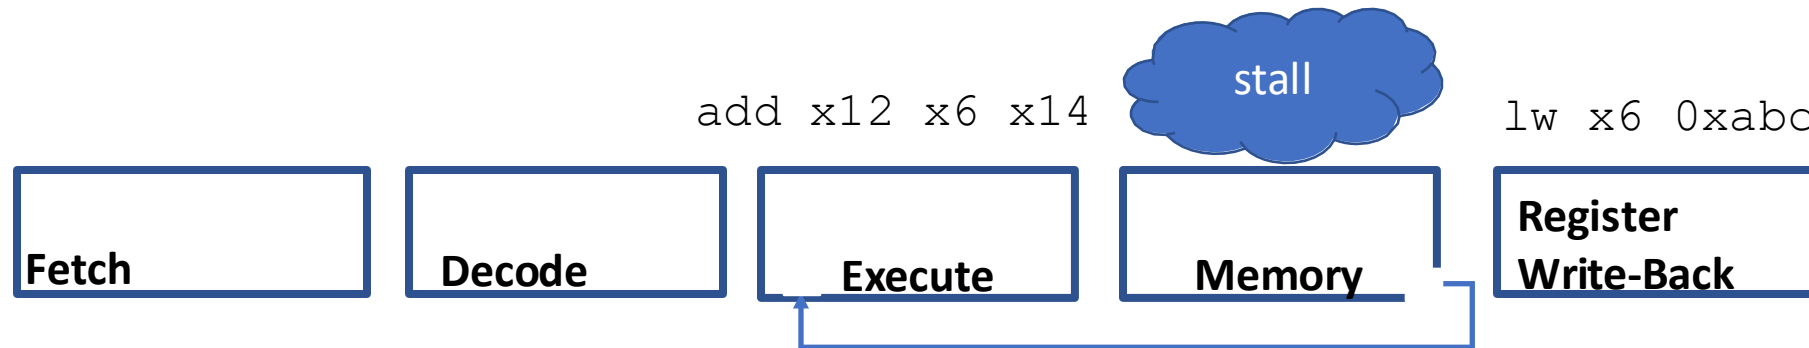 stall
add x12 x6 x14
lw x6 0xabc
Fetch
Decode
Execute
Memory
Register
Write-Back